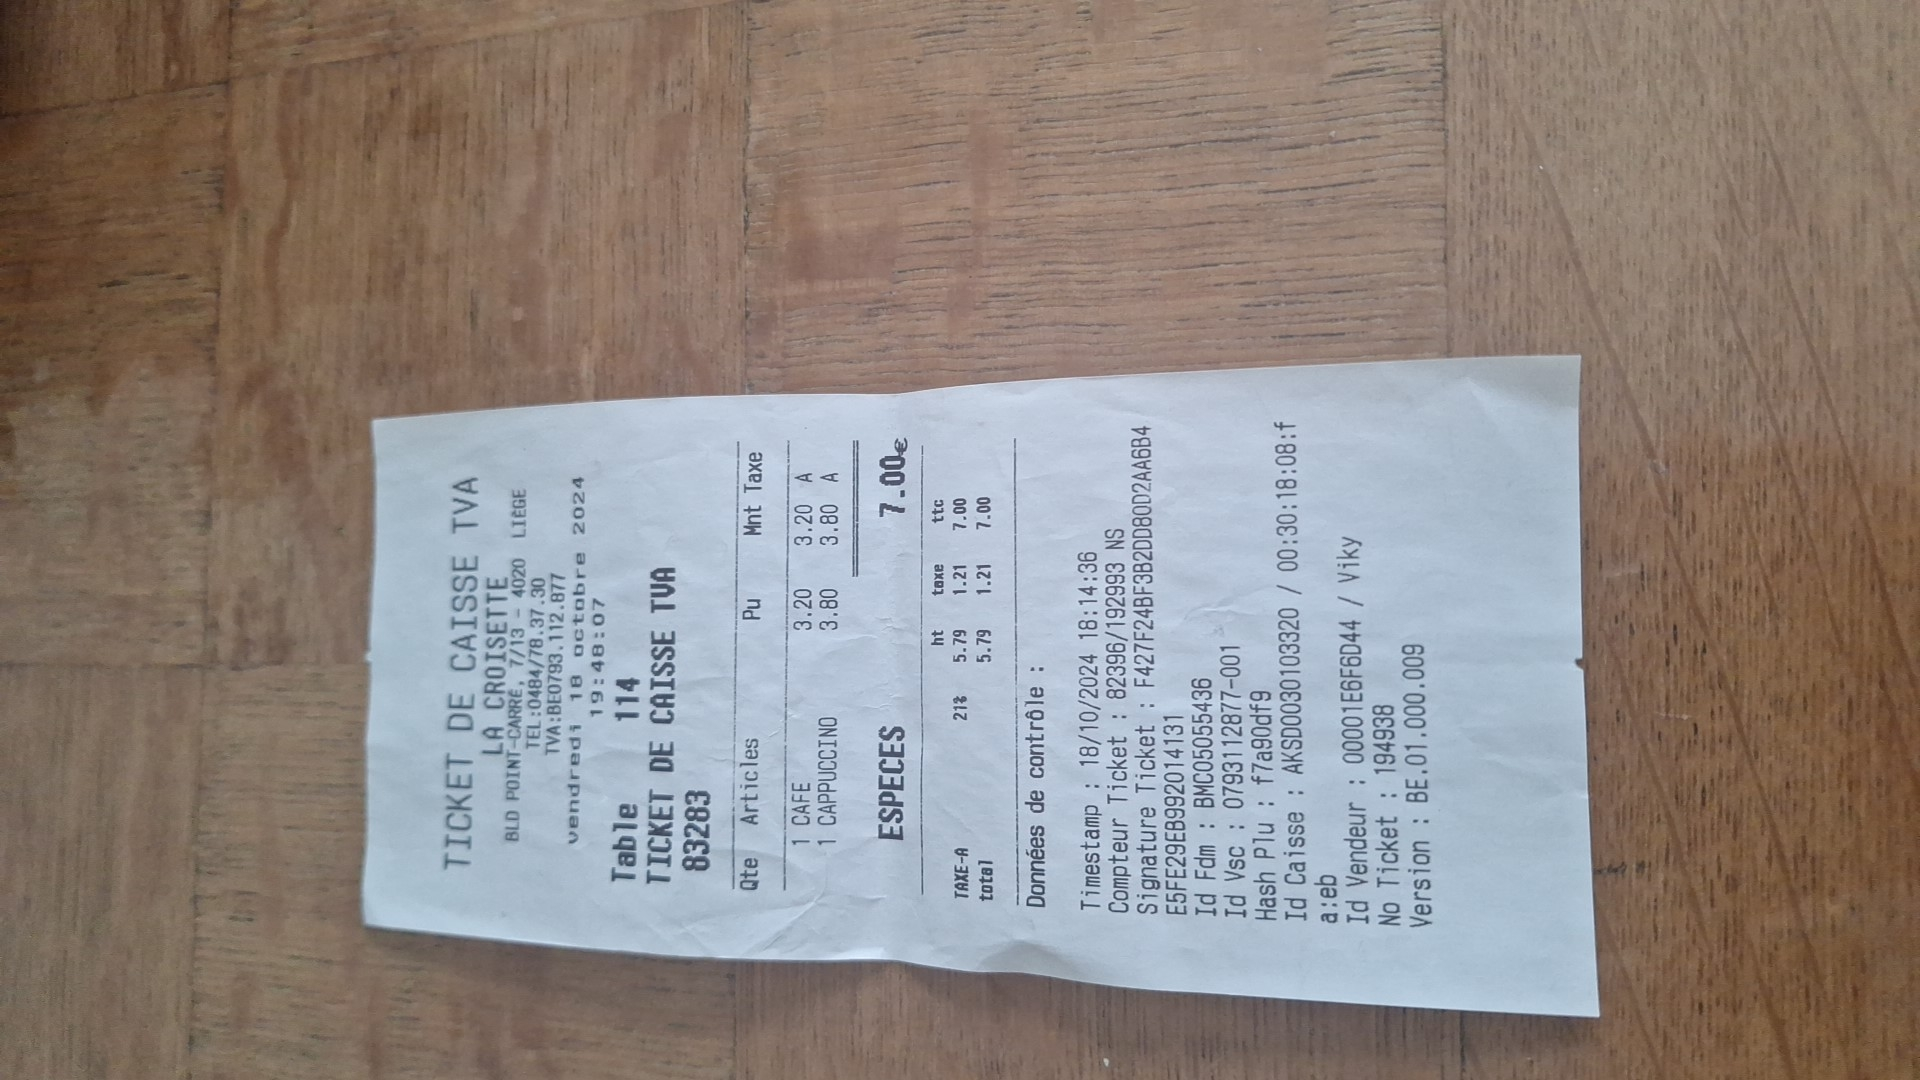 TICKET DE CAISSE TVA
LA CROISETTE
BLD POINT-CARRE, 7/13 - 4020 LIEGE
TEL:0484/78.37.30
TVA:BE0793.112.877
vendredi 18 octobre 2024
19:48:07
Table 114
TICKET DE CAISSE TVA
83283
Qte Articles Pu Mnt Taxe
1 CAFE 3.20 3.20 A
1 CAPPUCCINO 3.80 3.80 A
ESPECES 7.00€
ht taxe ttc
TAXE-A 21% 5.79 1.21 7.00
total 5.79 1.21 7.00
Données de contrôle :
Timestamp : 18/10/2024 18:14:36
Compteur Ticket : 82396/192993 NS
Signature Ticket : F427F24BF3B2DD80D2AA6B4
E5FE29EB992014131
Id Fdm : BMC05055436
Id Vsc : 0793112877-001
Hash Plu : f7a90df9
Id Caisse : AKSD0030103320 / 00:30:18:08:f
a:eb
Id Vendeur : 00001E6F6D44 / Viky
No Ticket : 194938
Version : BE.01.000.009